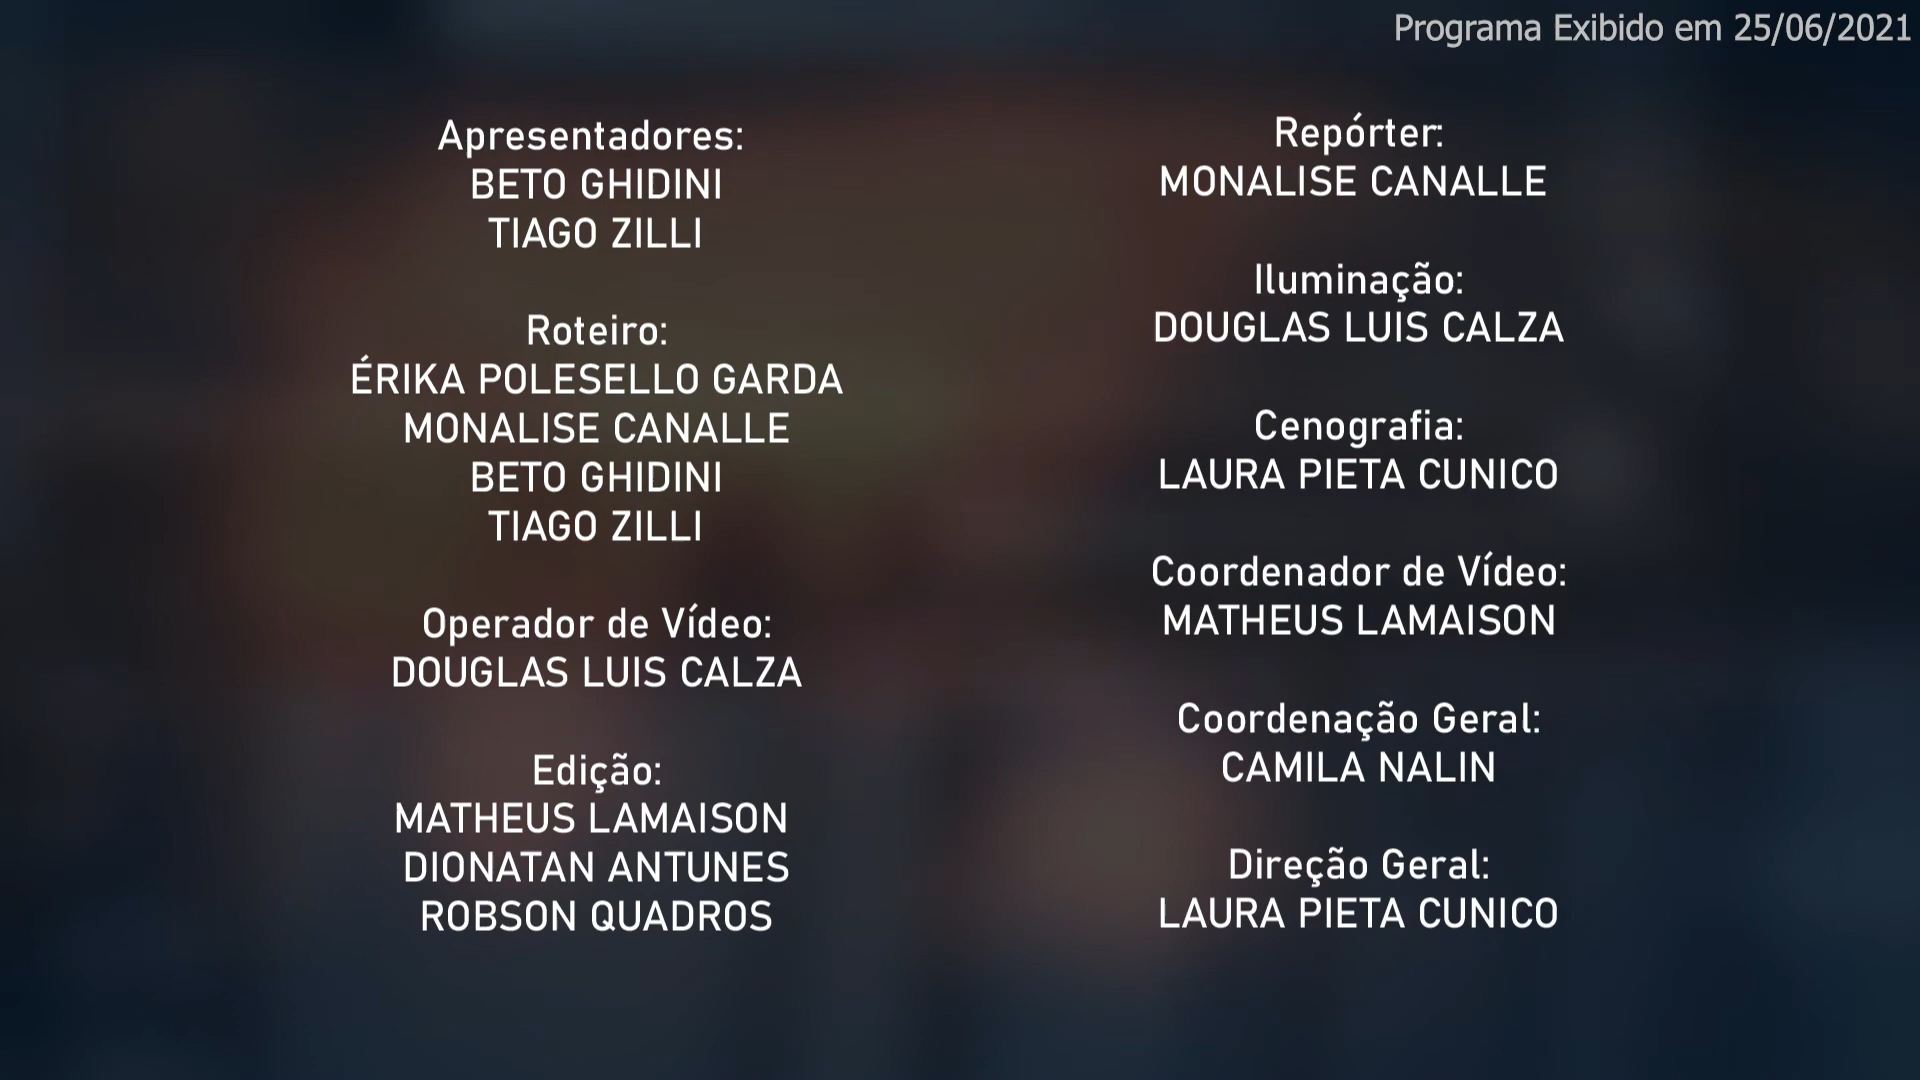 Programa Exibido em 25/06/2021
Apresentadores:
BETO GHIDINI
TIAGO ZILLI
Roteiro:
ÉRIKA POLESELLO GARDA
MONALISE CANALLE
BETO GHIDINI
TIAGO ZILLI
Operador de Vídeo:
DOUGLAS LUIS CALZA
Edição:
MATHEUS LAMAISON
DIONATAN ANTUNES
ROBSON QUADROS
Repórter:
MONALISE CANALLE
Iluminação:
DOUGLAS LUIS CALZA
Cenografia:
LAURA PIETA CUNICO
Coordenador de Vídeo:
MATHEUS LAMAISON
Coordenação Geral:
CAMILA NALIN
Direção Geral:
LAURA PIETA CUNICO